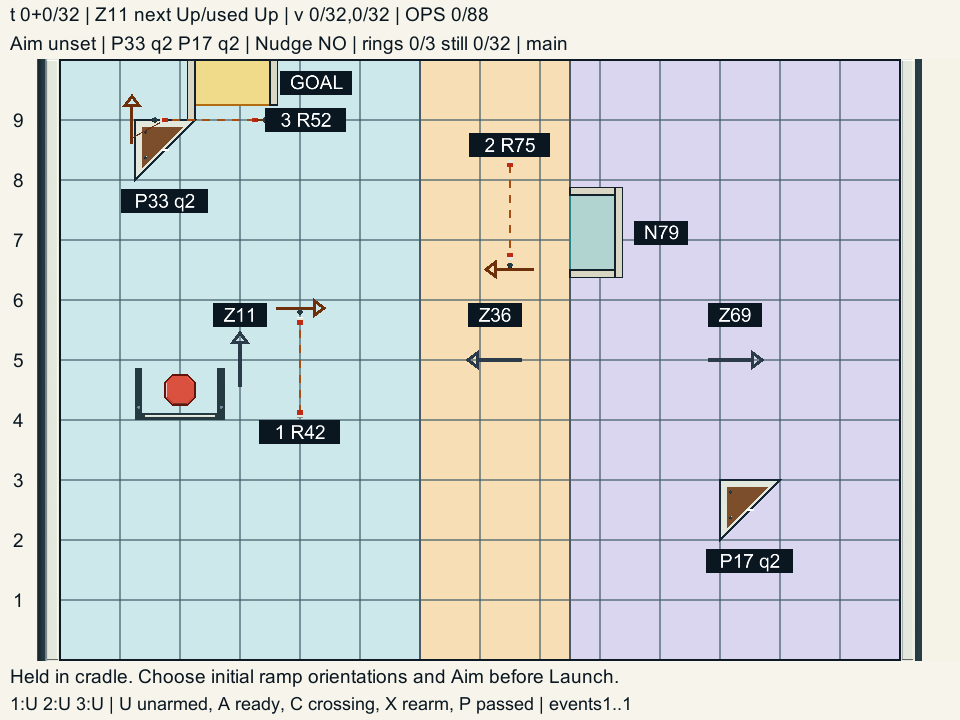 t 0+0/32 | Z11 next Up/used Up | v 0/32,0/32 | OPS 0/88
Aim unset | P33 q2 P17 q2 | Nudge NO | rings 0/3 still 0/32 | main
GOAL
9
3 R52
2 R75
8
P33 q2
7
N79
6
Z11
Z36
Z69
5
4
1 R42
3
2
P17 q2
1
Held in cradle. Choose initial ramp orientations and Aim before Launch.
1:U 2:U 3:U | U unarmed, A ready, C crossing, X rearm, P passed | events1..1